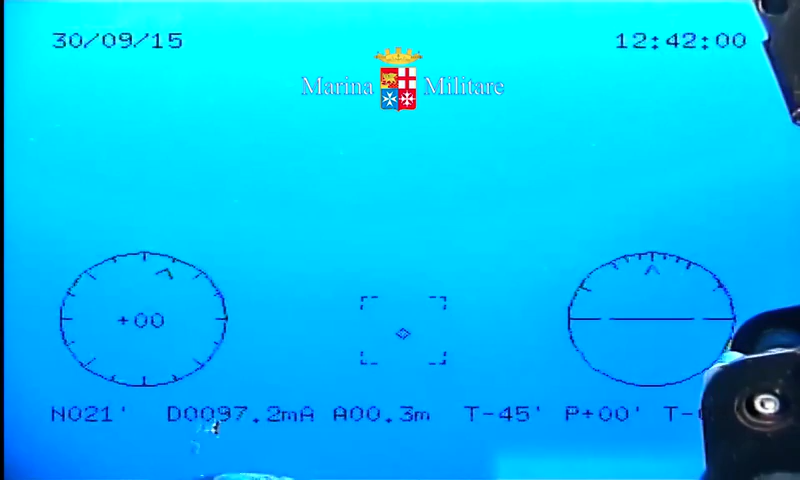 30/09/15 12:42:00
Marina Militare
+00
N021' D0097.2mA A00.3m T-45' P+00' T-